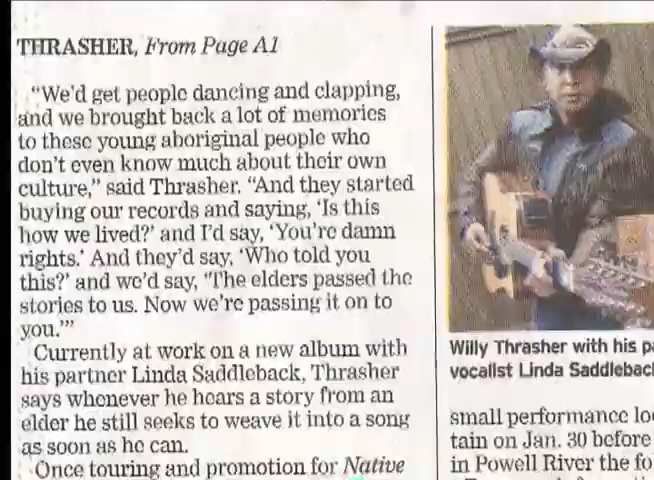 THRASHER, From Page A1
“We’d get people dancing and clapping,
and we brought back a lot of memories
to these young aboriginal people who
don’t even know much about their own
culture,” said Thrasher. “And they started
buying our records and saying, ‘Is this
how we lived?’ and I’d say, ‘You’re damn
rights.’ And they’d say, ‘Who told you
this?’ and we’d say, ‘The elders passed the
stories to us. Now we’re passing it on to
you.’”
Currently at work on a new album with
his partner Linda Saddleback, Thrasher
says whenever he hears a story from an
elder he still seeks to weave it into a song
as soon as he can.
Once touring and promotion for Native
Willy Thrasher with his
vocalist Linda
small performance
tain on Jan. 30 before
in Powell River the